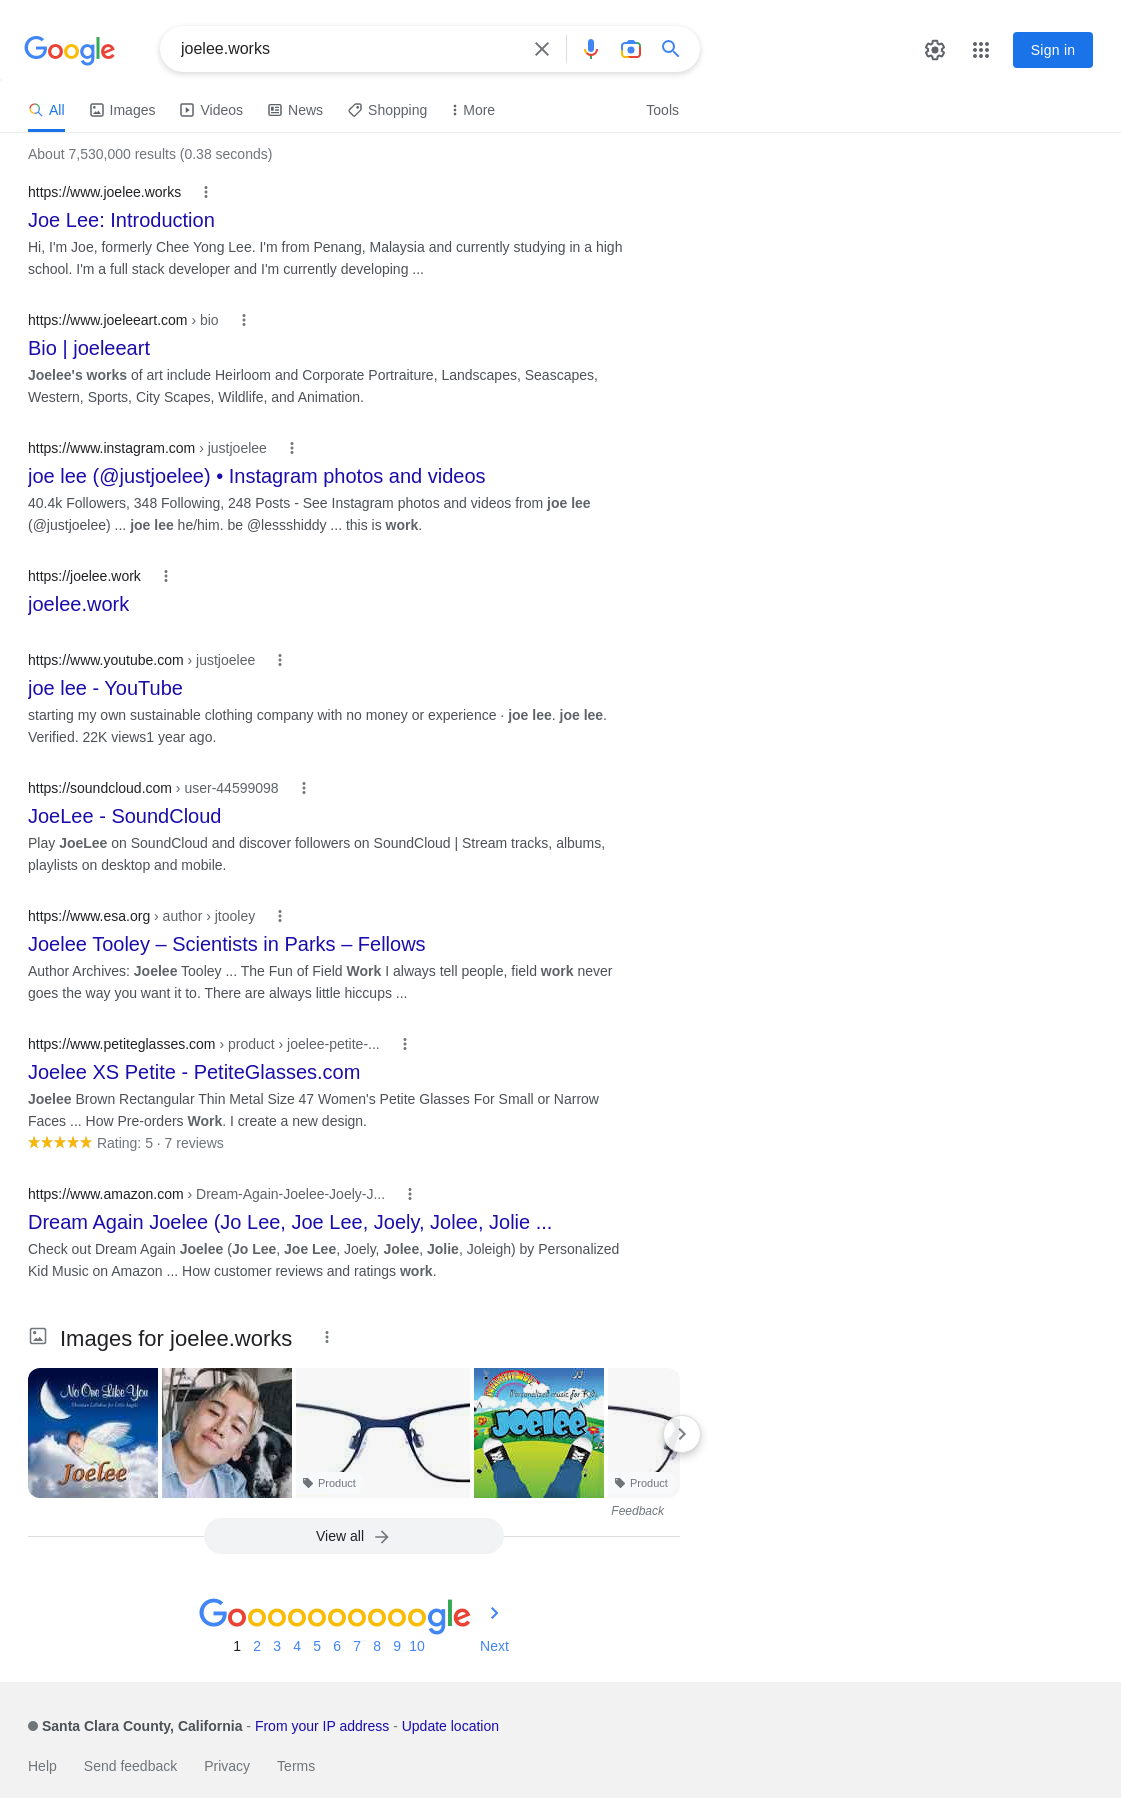 Google
joelee.works
Sign in
All
Images
Videos
News
Shopping
More
Tools
About 7,530,000 results (0.38 seconds)
https://www.joelee.works
Joe Lee: Introduction
Hi, I'm Joe, formerly Chee Yong Lee. I'm from Penang, Malaysia and currently studying in a high
school. I'm a full stack developer and I'm currently developing ...
https://www.joeleeart.com › bio
Bio | joeleeart
Joelee's works of art include Heirloom and Corporate Portraiture, Landscapes, Seascapes,
Western, Sports, City Scapes, Wildlife, and Animation.
https://www.instagram.com › justjoelee
joe lee (@justjoelee) • Instagram photos and videos
40.4k Followers, 348 Following, 248 Posts - See Instagram photos and videos from joe lee
(@justjoelee) ... joe lee he/him. be @lessshiddy ... this is work.
https://joelee.work
joelee.work
https://www.youtube.com › justjoelee
joe lee - YouTube
starting my own sustainable clothing company with no money or experience · joe lee. joe lee.
Verified. 22K views1 year ago.
https://soundcloud.com › user-44599098
JoeLee - SoundCloud
Play JoeLee on SoundCloud and discover followers on SoundCloud | Stream tracks, albums,
playlists on desktop and mobile.
https://www.esa.org › author › jtooley
Joelee Tooley – Scientists in Parks – Fellows
Author Archives: Joelee Tooley ... The Fun of Field Work I always tell people, field work never
goes the way you want it to. There are always little hiccups ...
https://www.petiteglasses.com › product › joelee-petite-...
Joelee XS Petite - PetiteGlasses.com
Joelee Brown Rectangular Thin Metal Size 47 Women's Petite Glasses For Small or Narrow
Faces ... How Pre-orders Work. I create a new design.
Rating: 5 · 7 reviews
https://www.amazon.com › Dream-Again-Joelee-Joely-J...
Dream Again Joelee (Jo Lee, Joe Lee, Joely, Jolee, Jolie ...
Check out Dream Again Joelee (Jo Lee, Joe Lee, Joely, Jolee, Jolie, Joleigh) by Personalized
Kid Music on Amazon ... How customer reviews and ratings work.
Images for joelee.works
No One Like You
Christian Lullabies for Little Angels
Joelee
Product
Personalized music for Kids
Joelee
Product
Feedback
View all
Goooooooooogle
1 2 3 4 5 6 7 8 9 10 Next
Santa Clara County, California - From your IP address - Update location
Help
Send feedback
Privacy
Terms